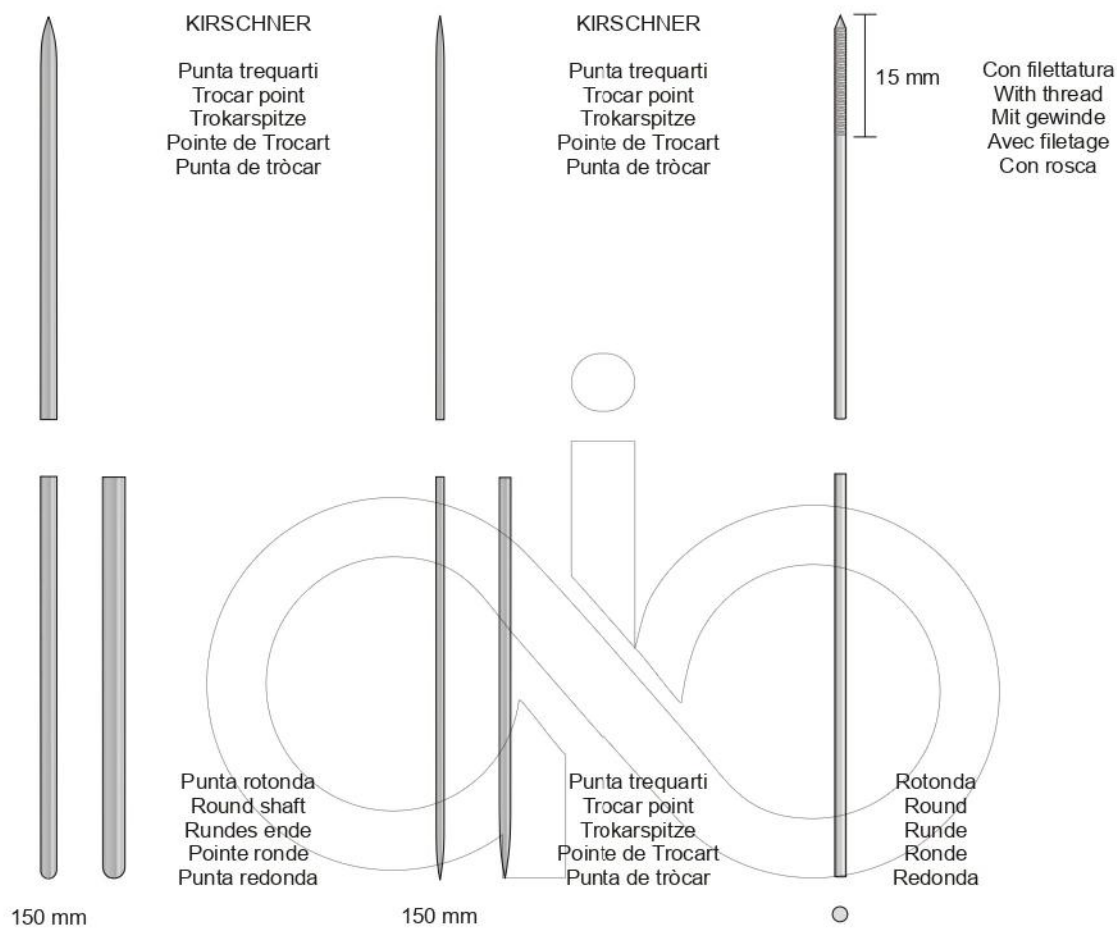 KIRSCHNER
Punta trequarti
Trocar point
Trokarspitze
Pointe de Trocart
Punta de tròcar
KIRSCHNER
Punta trequarti
Trocar point
Trokarspitze
Pointe de Trocart
Punta de tròcar
15 mm
Con filettatura
With thread
Mit gewinde
Avec filetage
Con rosca
Punta rotonda
Round shaft
Rundes ende
Pointe ronde
Punta redonda
150 mm
Punta trequarti
Trocar point
Trokarspitze
Pointe de Trocart
Punta de tròcar
150 mm
Rotonda
Round
Runde
Ronde
Redonda